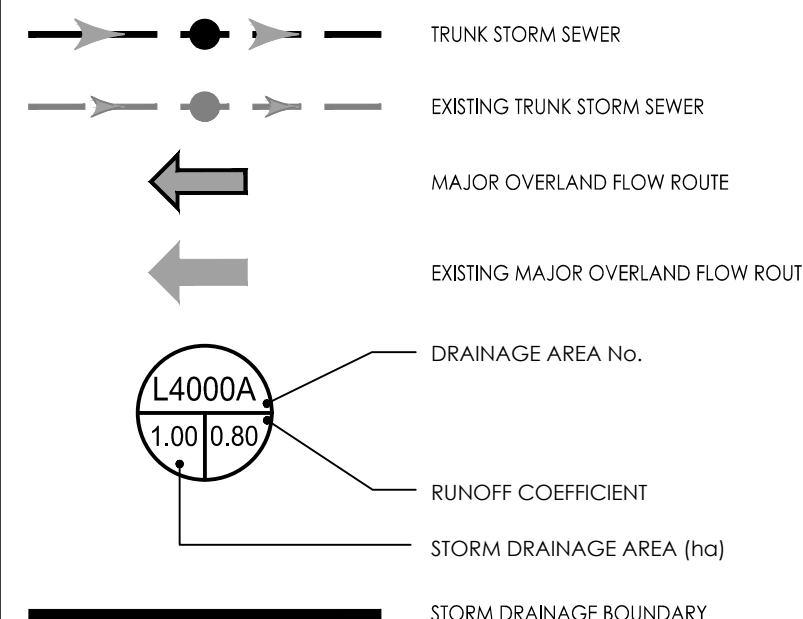 TRUNK STORM SEWER
EXISTING TRUNK STORM SEWER
MAJOR OVERLAND FLOW ROUTE
EXISTING MAJOR OVERLAND FLOW ROUT
DRAINAGE AREA No.
L4000A
1.00 0.80
RUNOFF COEFFICIENT
STORM DRAINAGE AREA (ha)
STORM DRAINAGE BOUNDARY